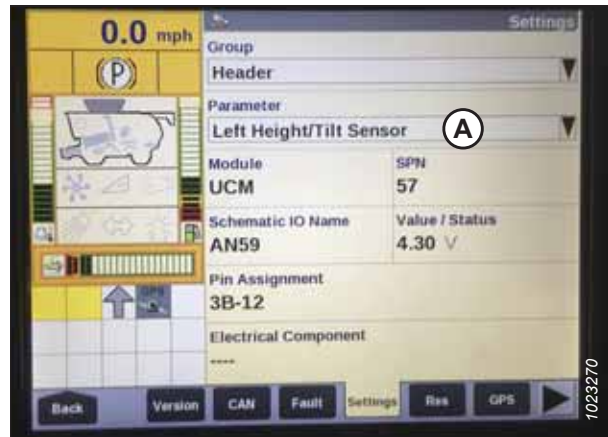 0.0 mph
Settings
Group
(P)
Header
Parameter
Left Height/Tilt Sensor
A
Module
SPN
UCM
57
Schematic IO Name
Value / Status
AN59
4.30 V
Pin Assignment
3B-12
GPS
Electrical Component
----
Back
Version
CAN
Fault
Settings
Res
GPS
1023270